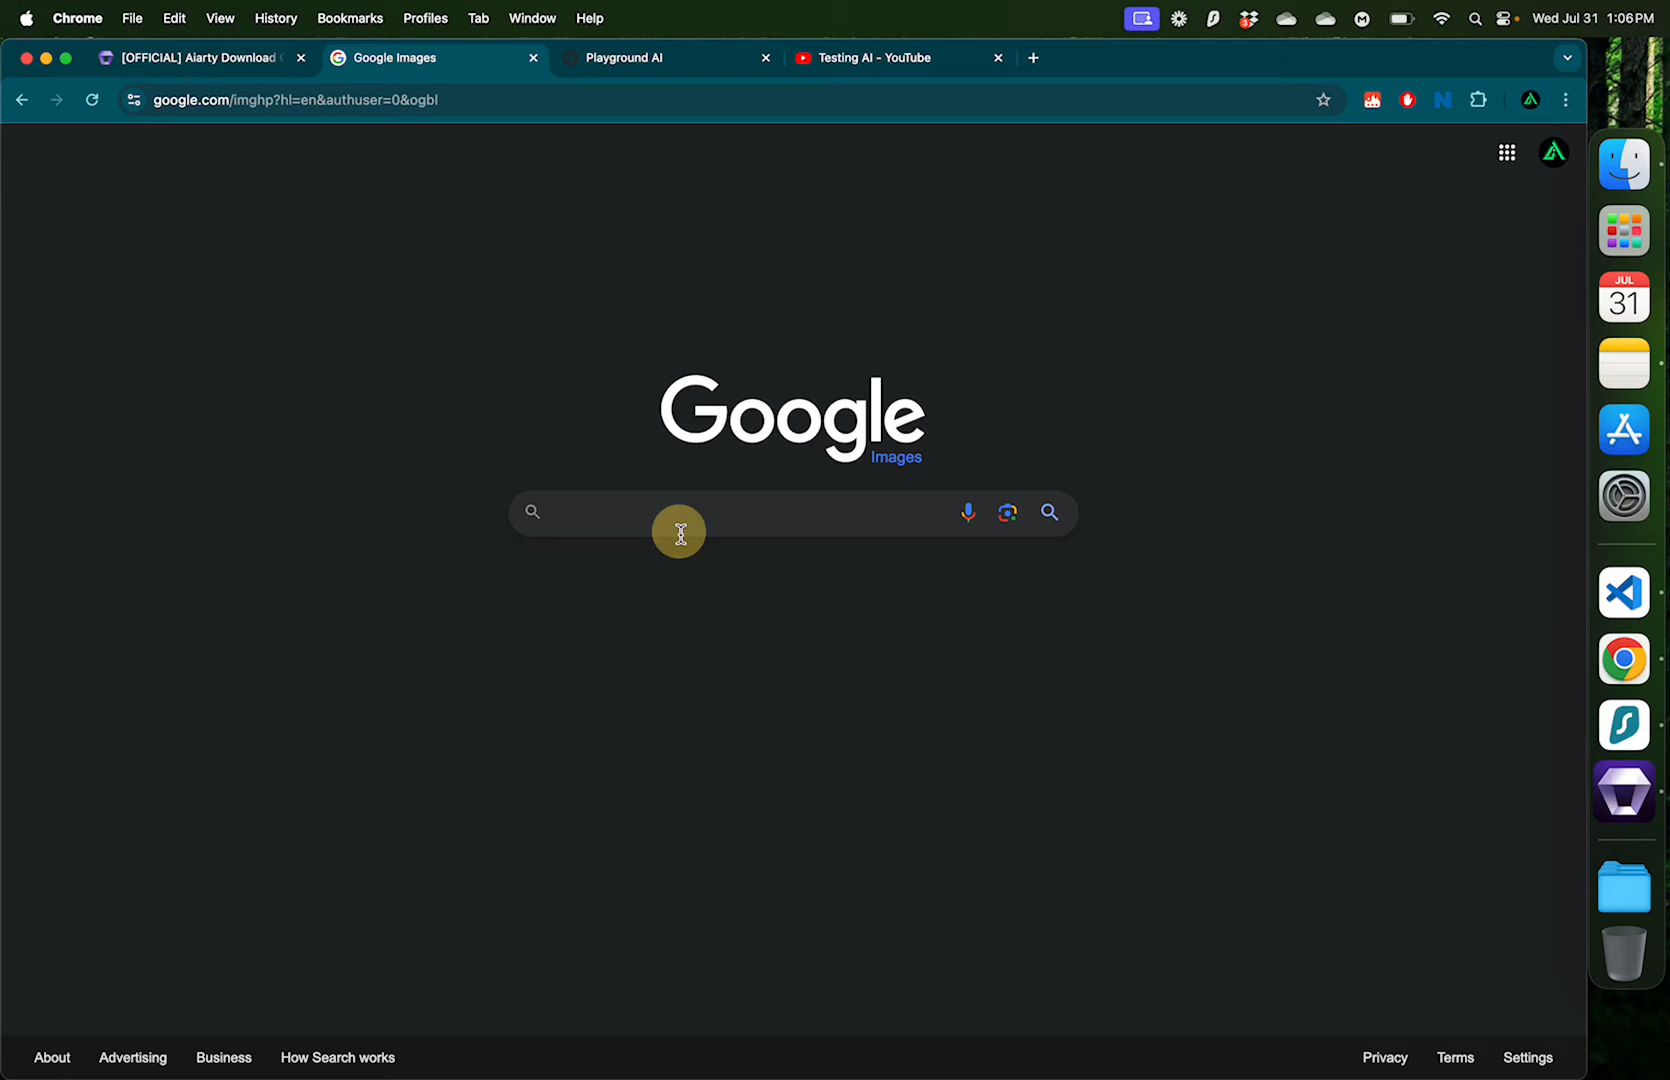 Chrome File Edit View History Bookmarks Profiles Tab Window Help
3 M Wed Jul 31 1:06PM
[OFFICIAL] Aiarty Download
Google Images
Playground AI
Testing AI - YouTube
google.com/imghp?hl=en&authuser=0&ogbl
N
JUL
31
Google
Images
About Advertising Business How Search works
Privacy Terms Settings